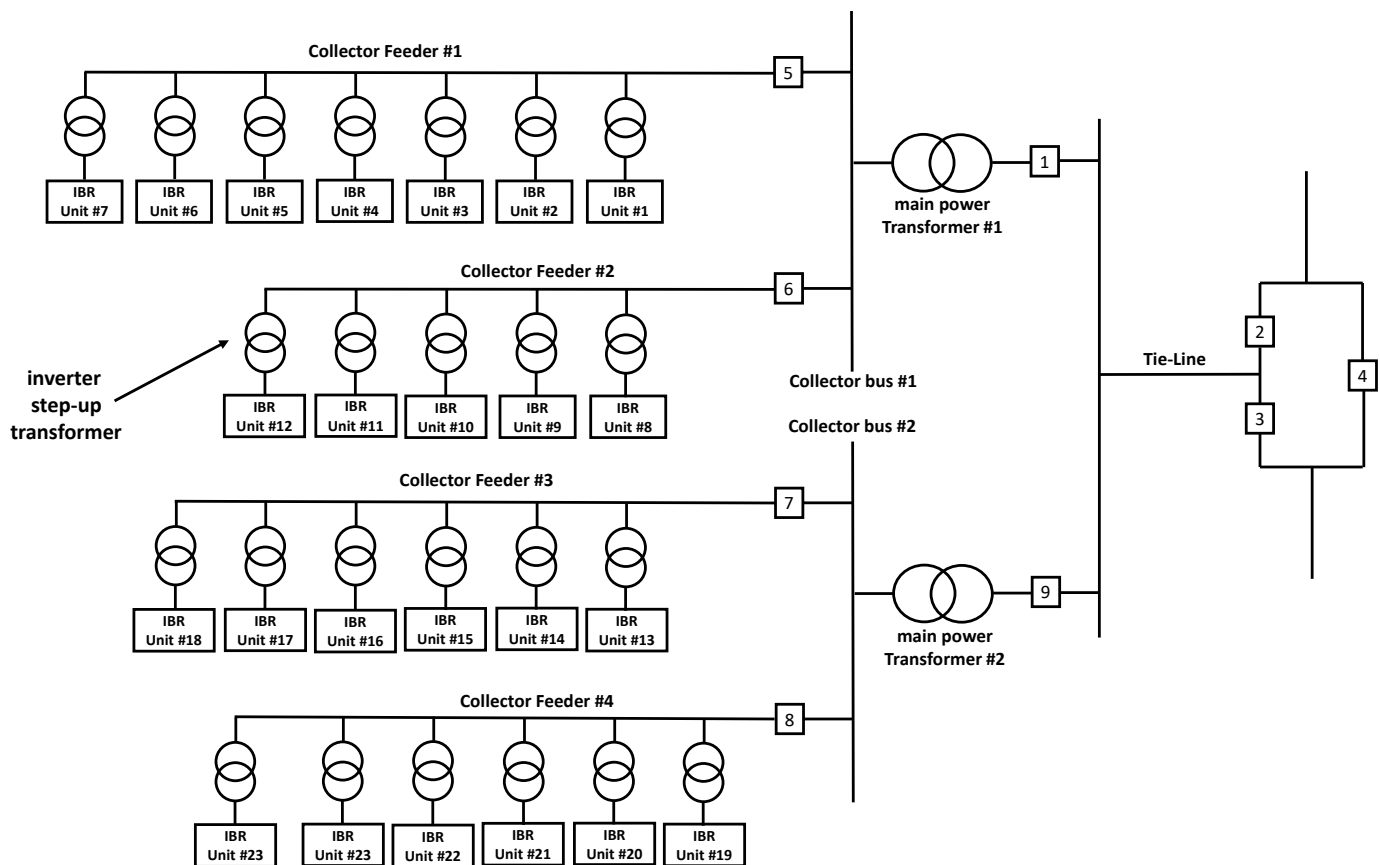 Collector Feeder #1
5
IBR
Unit #7
IBR
Unit #6
IBR
Unit #5
IBR
Unit #4
IBR
Unit #3
IBR
Unit #2
IBR
Unit #1
1
main power
Transformer #1
Collector Feeder #2
6
inverter
step-up
transformer
IBR
Unit #12
IBR
Unit #11
IBR
Unit #10
IBR
Unit #9
IBR
Unit #8
Collector bus #1
Collector bus #2
Tie-Line
2
3
4
Collector Feeder #3
7
IBR
Unit #18
IBR
Unit #17
IBR
Unit #16
IBR
Unit #15
IBR
Unit #14
IBR
Unit #13
9
main power
Transformer #2
Collector Feeder #4
8
IBR
Unit #23
IBR
Unit #23
IBR
Unit #22
IBR
Unit #21
IBR
Unit #20
IBR
Unit #19